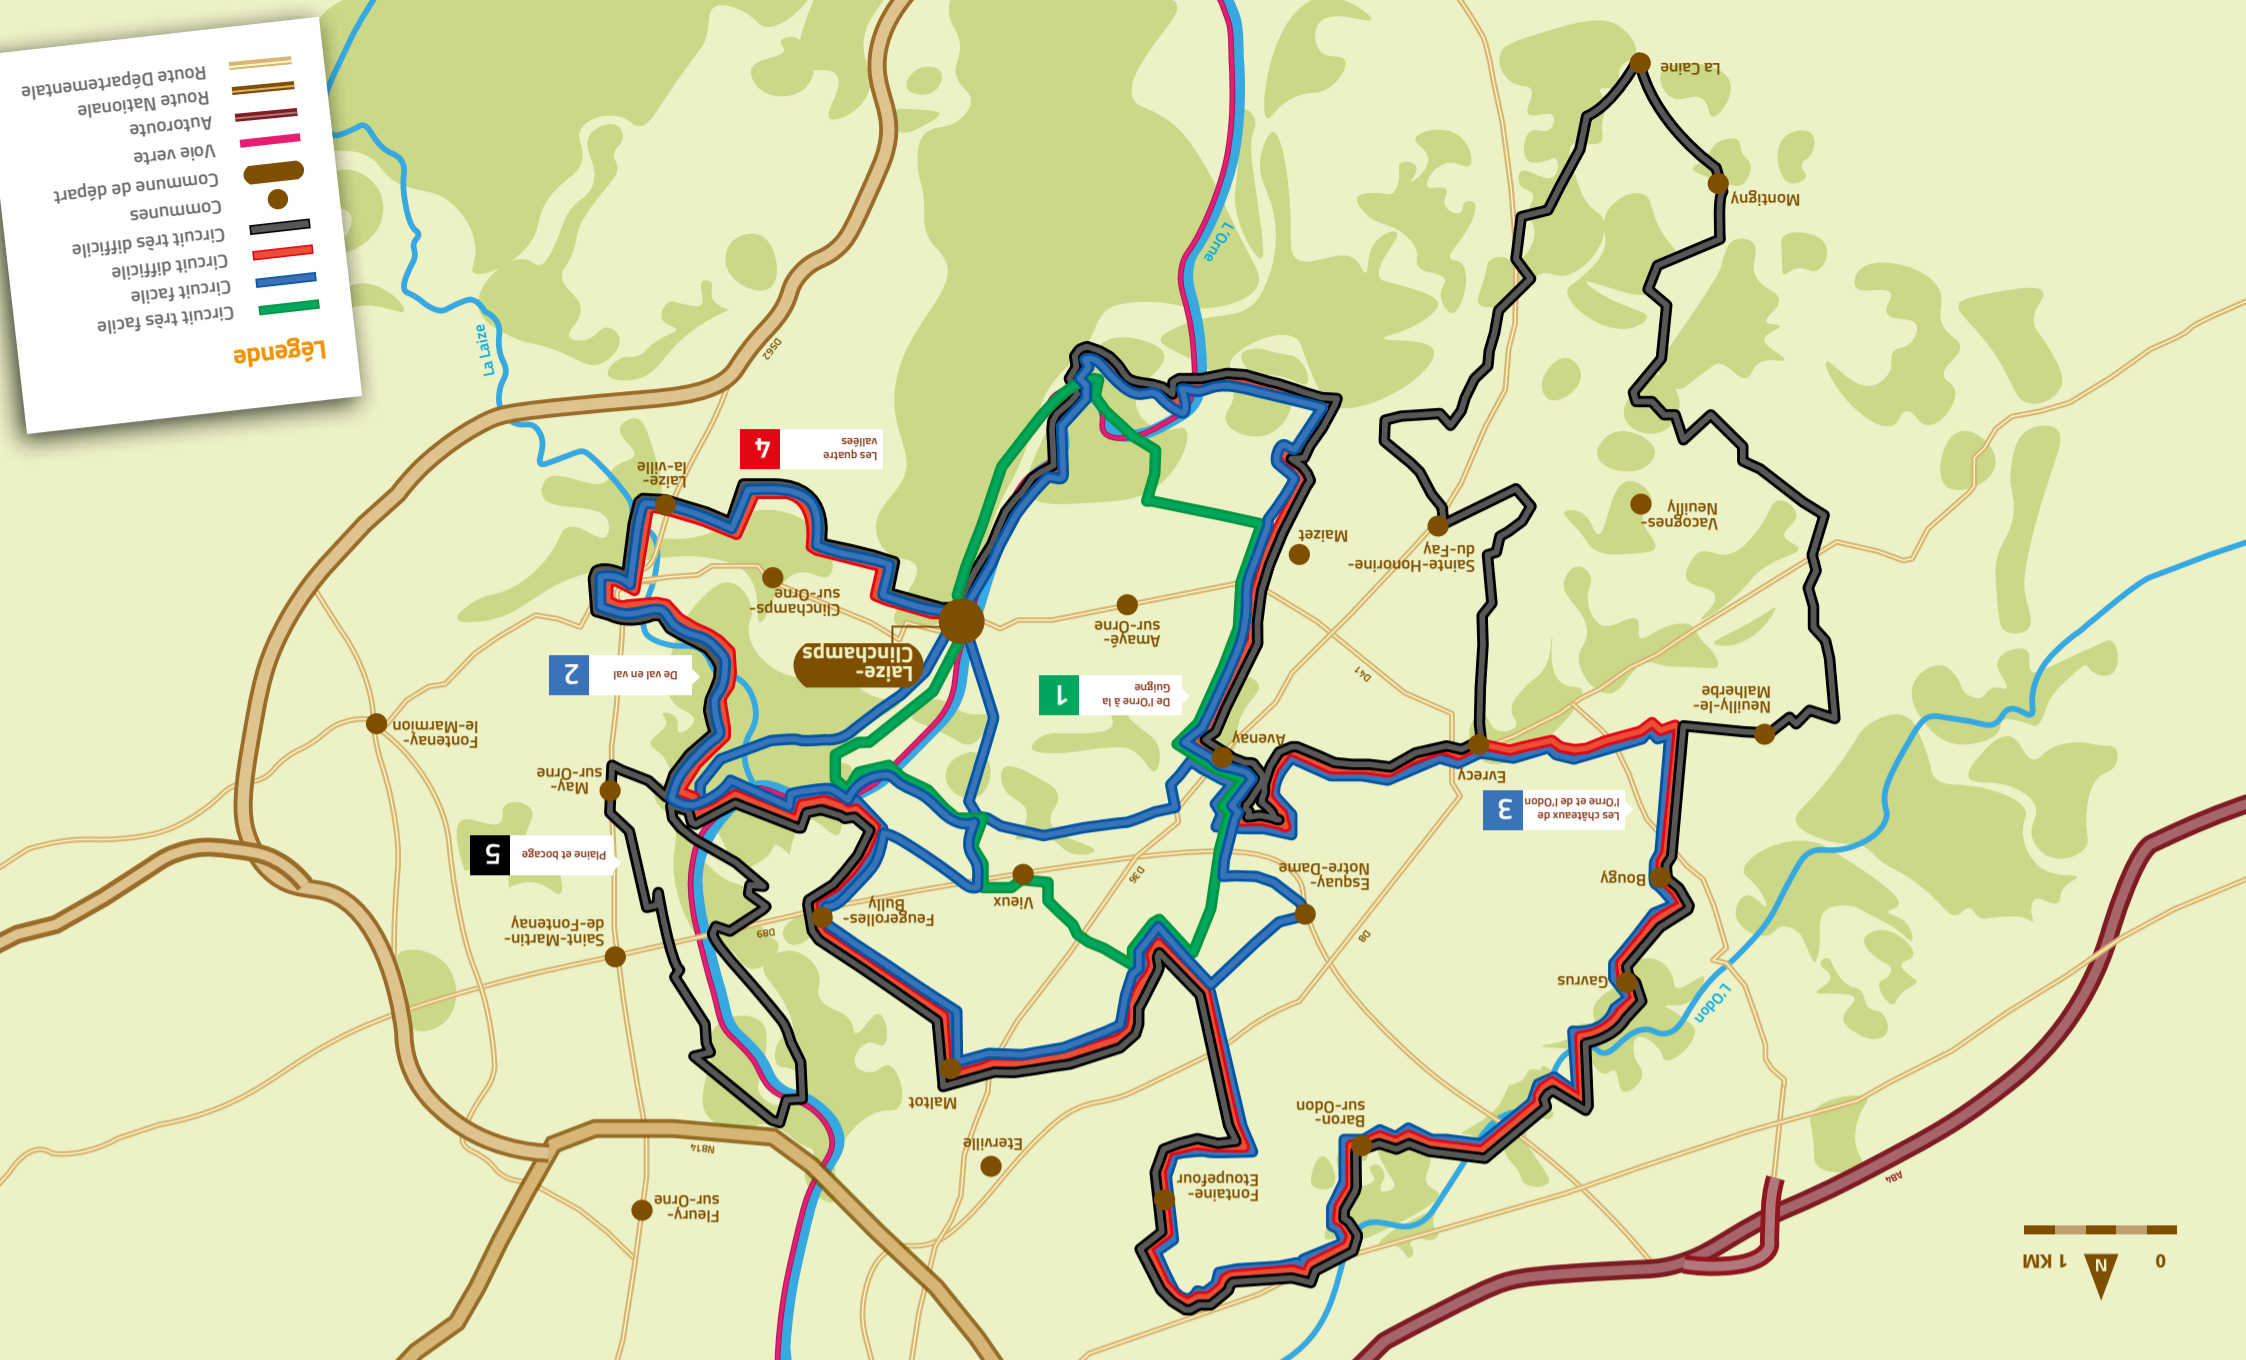 0
1 KM
N
Fleury-
sur-Orne
Fontaine-
Etoupefour
A84
Eterville
N814
Baron-
sur-Odon
Maltot
L'Odon
Gavrus
D8
Saint-Martin-
de-Fontenay
D89
Feugerolles-
Bully
Vieux
Esquay-
Notre-Dame
D36
Bougy
5
Plaine et bocage
3
Les châteaux de
l'Orne et de l'Odon
May-
sur-Orne
Evrecy
Avenay
Fontenay-
le-Marmion
Neuilly-le-
Malherbe
1
De l'Orne à la
Guigne
2
De val en val
D41
Laize-
Clinchamps
Amayé-
sur-Orne
Clinchamps-
sur-Orne
Sainte-Honorine-
du-Fay
Maizet
Vacognes-
Neuilly
Laize-
la-ville
4
Les quatre
vallées
D562
La Laize
Légende
Circuit très facile
Circuit facile
Circuit difficile
Circuit très difficile
Communes
Commune de départ
Voie verte
Autoroute
Route Nationale
Route Départementale
L'Orne
Montigny
La Caine